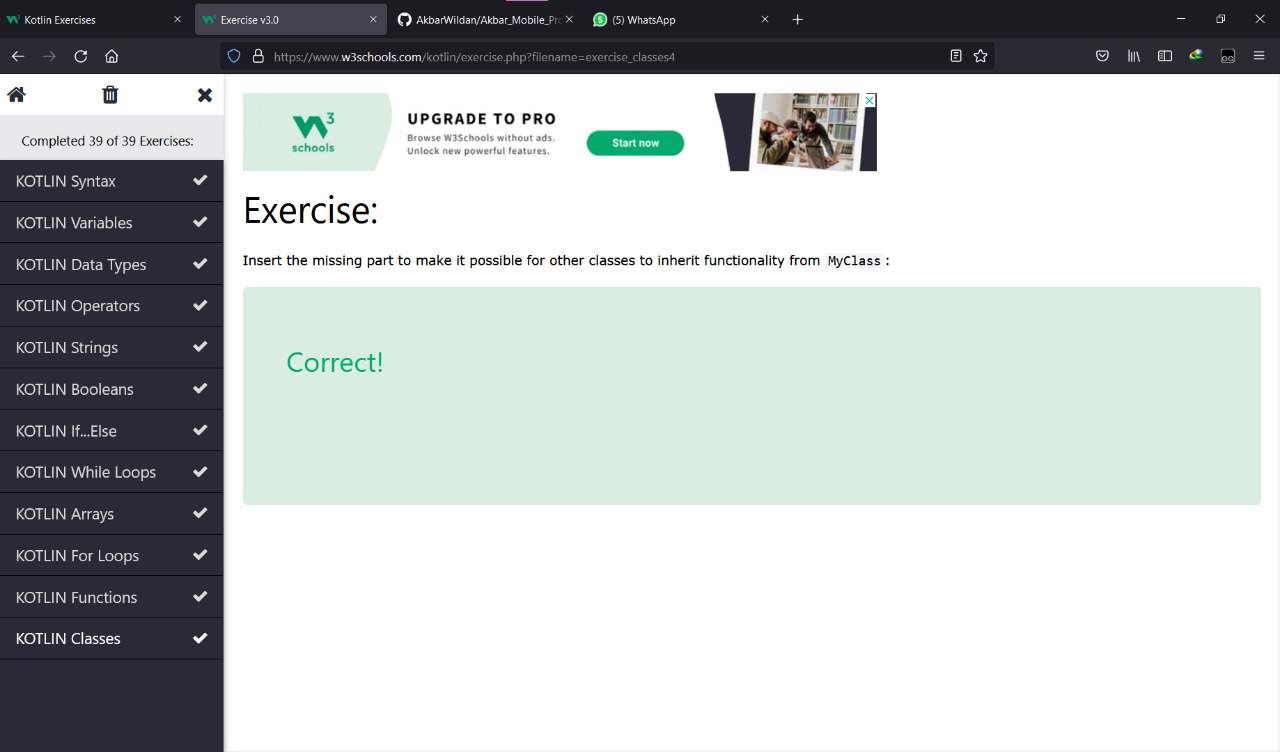 Kotlin Exercises
Exercise v3.0
AkbarWildan/Akbar_Mobile_Pro
(5) WhatsApp
https://www.w3schools.com/kotlin/exercise.php?filename=exercise_classes4
Completed 39 of 39 Exercises:
KOTLIN Syntax
KOTLIN Variables
KOTLIN Data Types
KOTLIN Operators
KOTLIN Strings
KOTLIN Booleans
KOTLIN If...Else
KOTLIN While Loops
KOTLIN Arrays
KOTLIN For Loops
KOTLIN Functions
KOTLIN Classes
W3
schools
UPGRADE TO PRO
Browse W3Schools without ads.
Unlock new powerful features.
Start now
Exercise:
Insert the missing part to make it possible for other classes to inherit functionality from MyClass:
Correct!